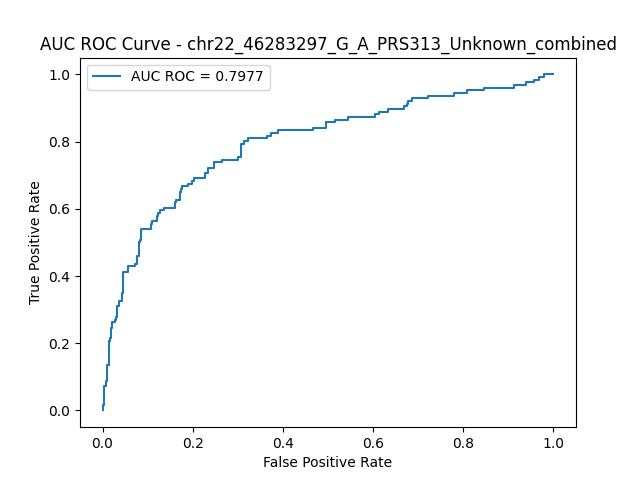 AUC ROC Curve - chr22_46283297_G_A_PRS313_Unknown_combined
AUC ROC = 0.7977
1.0
0.8
0.6
0.4
0.2
0.0
True Positive Rate
0.0 0.2 0.4 0.6 0.8 1.0
False Positive Rate